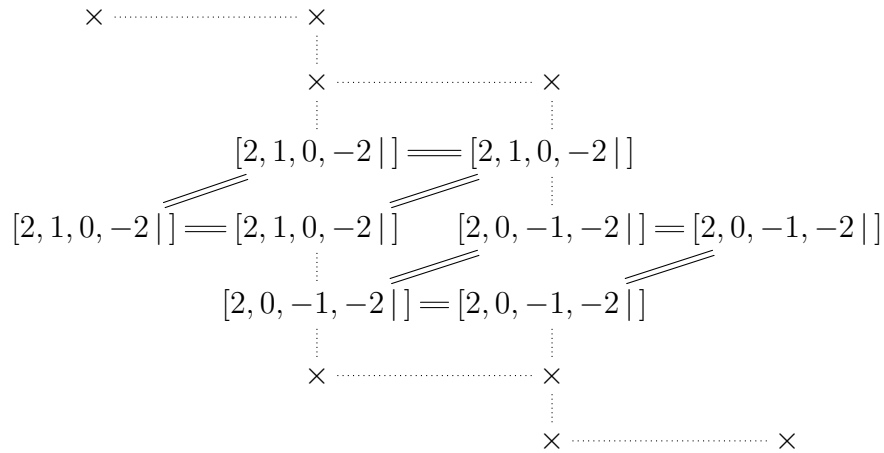 × ×
× ×
[2, 1, 0, −2 | ] [2, 1, 0, −2 | ]
[2, 1, 0, −2 | ] [2, 1, 0, −2 | ] [2, 0, −1, −2 | ] [2, 0, −1, −2 | ]
[2, 0, −1, −2 | ] [2, 0, −1, −2 | ]
× ×
× ×